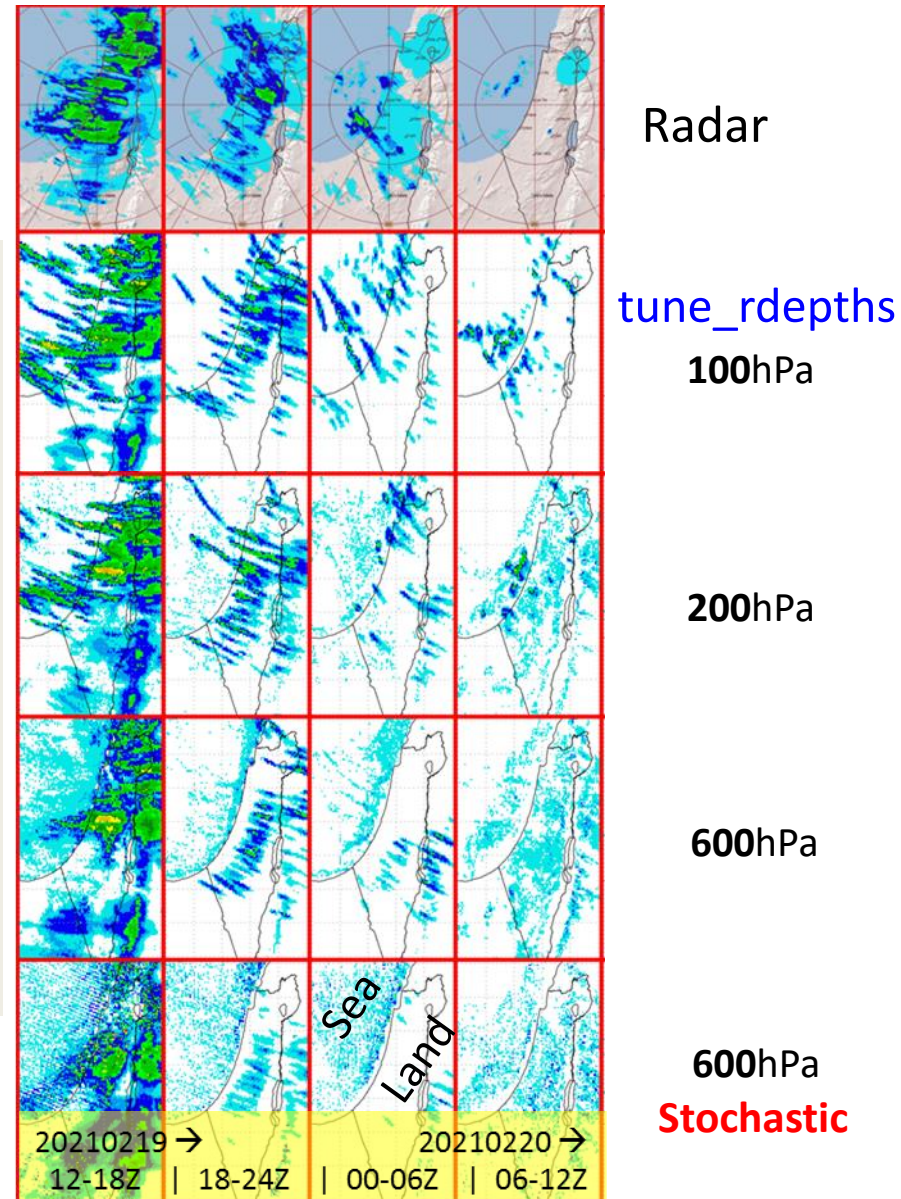 Radar
tune_rdepths
100hPa
200hPa
600hPa
Sea
Land
600hPa
Stochastic
20210219 → 20210220 →
12-18Z | 18-24Z | 00-06Z | 06-12Z